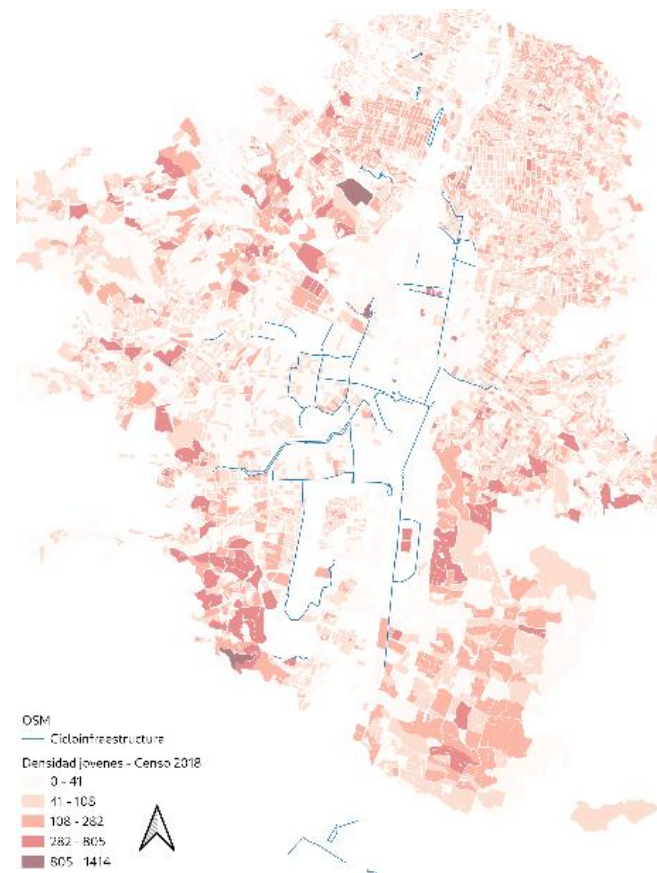 OSM
Cicloinfraestructura
Densidad jovenes - Censo 2018
0 - 41
41 - 108
108 - 282
282 - 805
805 - 1414